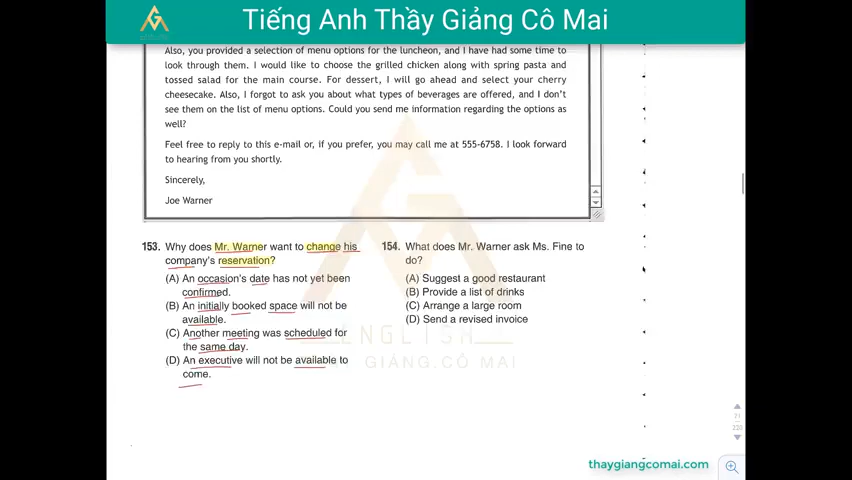 Tiếng Anh Thầy Giảng Cô Mai
Also, you provided a selection of menu options for the luncheon, and I have had some time to
look through them. I would like to choose the grilled chicken along with spring pasta and
tossed salad for the main course. For dessert, I will go ahead and select your cherry
cheesecake. Also, I forgot to ask you about what types of beverages are offered, and I don't
see them on the list of menu options. Could you send me information regarding the options as
well?
Feel free to reply to this e-mail or, if you prefer, you may call me at 555-6758. I look forward
to hearing from you shortly.
Sincerely,
Joe Warner
153. Why does Mr. Warner want to change his
company's reservation?
(A) An occasion's date has not yet been
confirmed.
(B) An initially booked space will not be
available.
(C) Another meeting was scheduled for
the same day.
(D) An executive will not be available to
come.
154. What does Mr. Warner ask Ms. Fine to
do?
(A) Suggest a good restaurant
(B) Provide a list of drinks
(C) Arrange a large room
(D) Send a revised invoice
ENGLISH
GIẢNG.CÔ MAI
21
220
thaygiangcomai.com